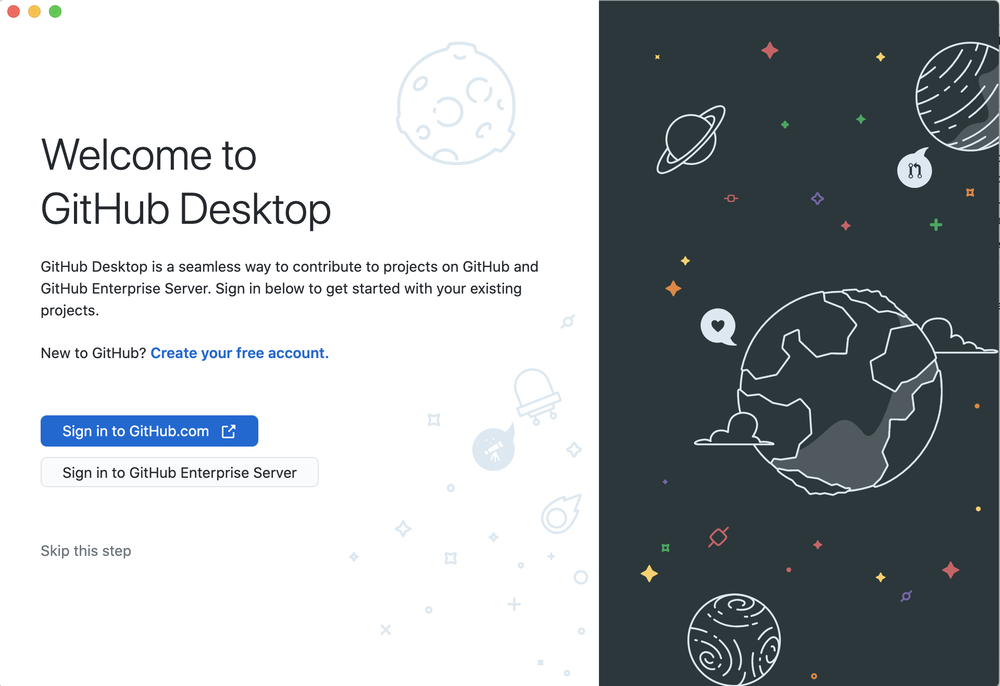 Welcome to
GitHub Desktop
GitHub Desktop is a seamless way to contribute to projects on GitHub and
GitHub Enterprise Server. Sign in below to get started with your existing
projects.
New to GitHub? Create your free account.
Sign in to GitHub.com
Sign in to GitHub Enterprise Server
Skip this step